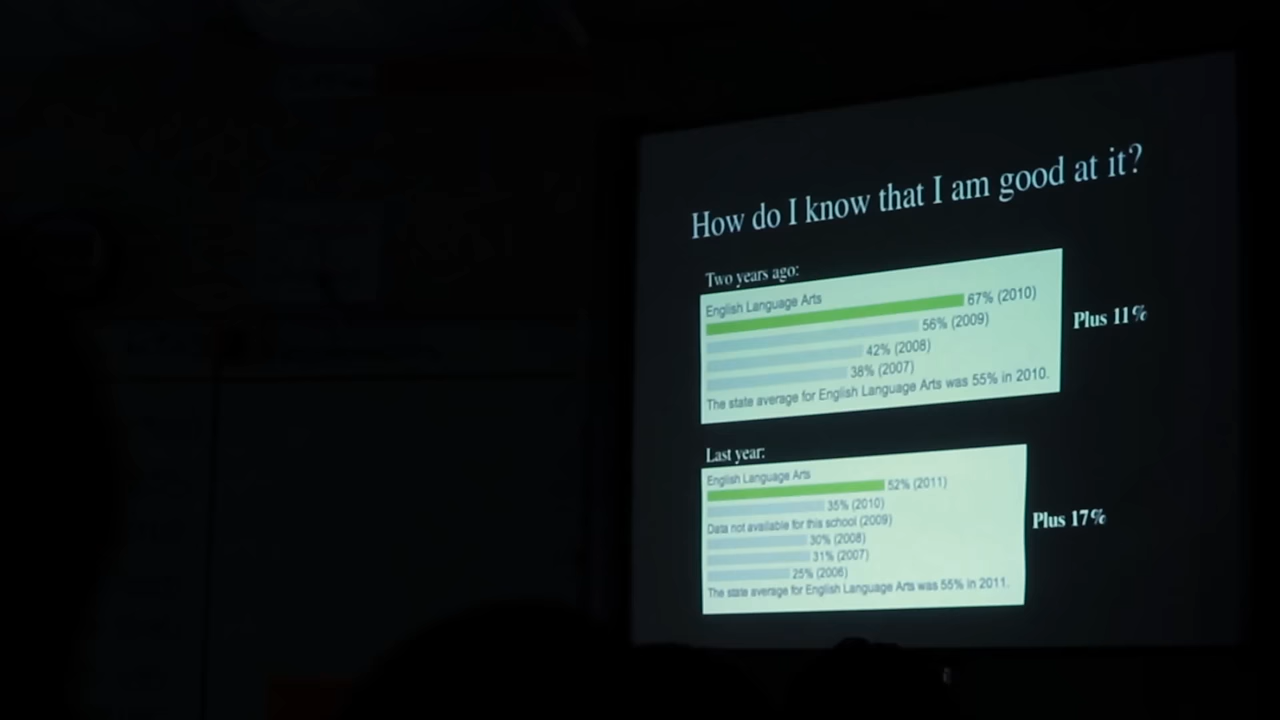 How do I know that I am good at it?
Two years ago:
English Language Arts
67% (2010)
56% (2009)
42% (2008)
38% (2007)
The state average for English Language Arts was 55% in 2010.
Plus 11%
Last year:
English Language Arts
52% (2011)
35% (2010)
Data not available for this school (2009)
30% (2008)
31% (2007)
25% (2006)
The state average for English Language Arts was 55% in 2011.
Plus 17%